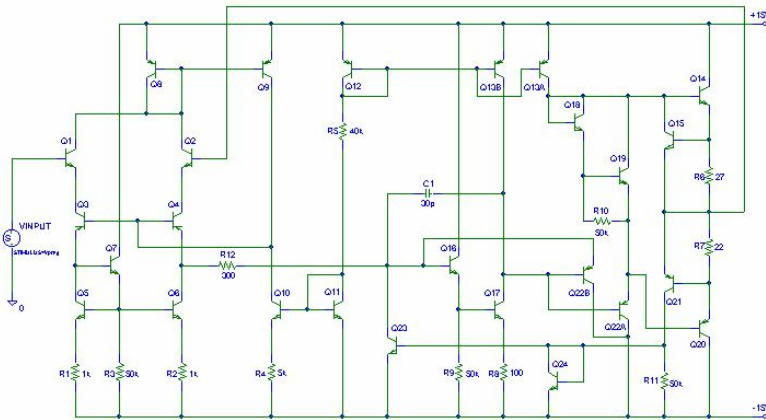 +15
Q8
Q9
Q12
Q13B
Q13A
Q14
Q18
Q15
R5 40k
Q1
Q2
Q19
R6 27
C1
30p
Q3
Q4
R10
50k
VINPUT
R7 22
Q7
R12
300
Q16
Q5
Q6
Q10
Q11
Q17
Q22B
Q21
0
Q22A
Q23
Q20
Q24
R1 1k
R3 50k
R2 1k
R4 5k
R9 50k
R8 100
R11 50k
-15